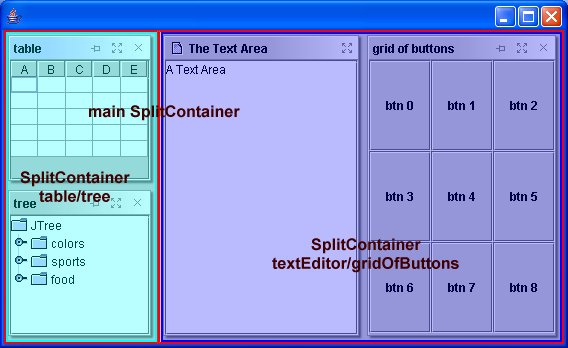 table
A B C D E
The Text Area
A Text Area
grid of buttons
btn 0 btn 1 btn 2
btn 3 btn 4 btn 5
btn 6 btn 7 btn 8
main SplitContainer
SplitContainer
table/tree
tree
JTree
colors
sports
food
SplitContainer
textEditor/gridOfButtons